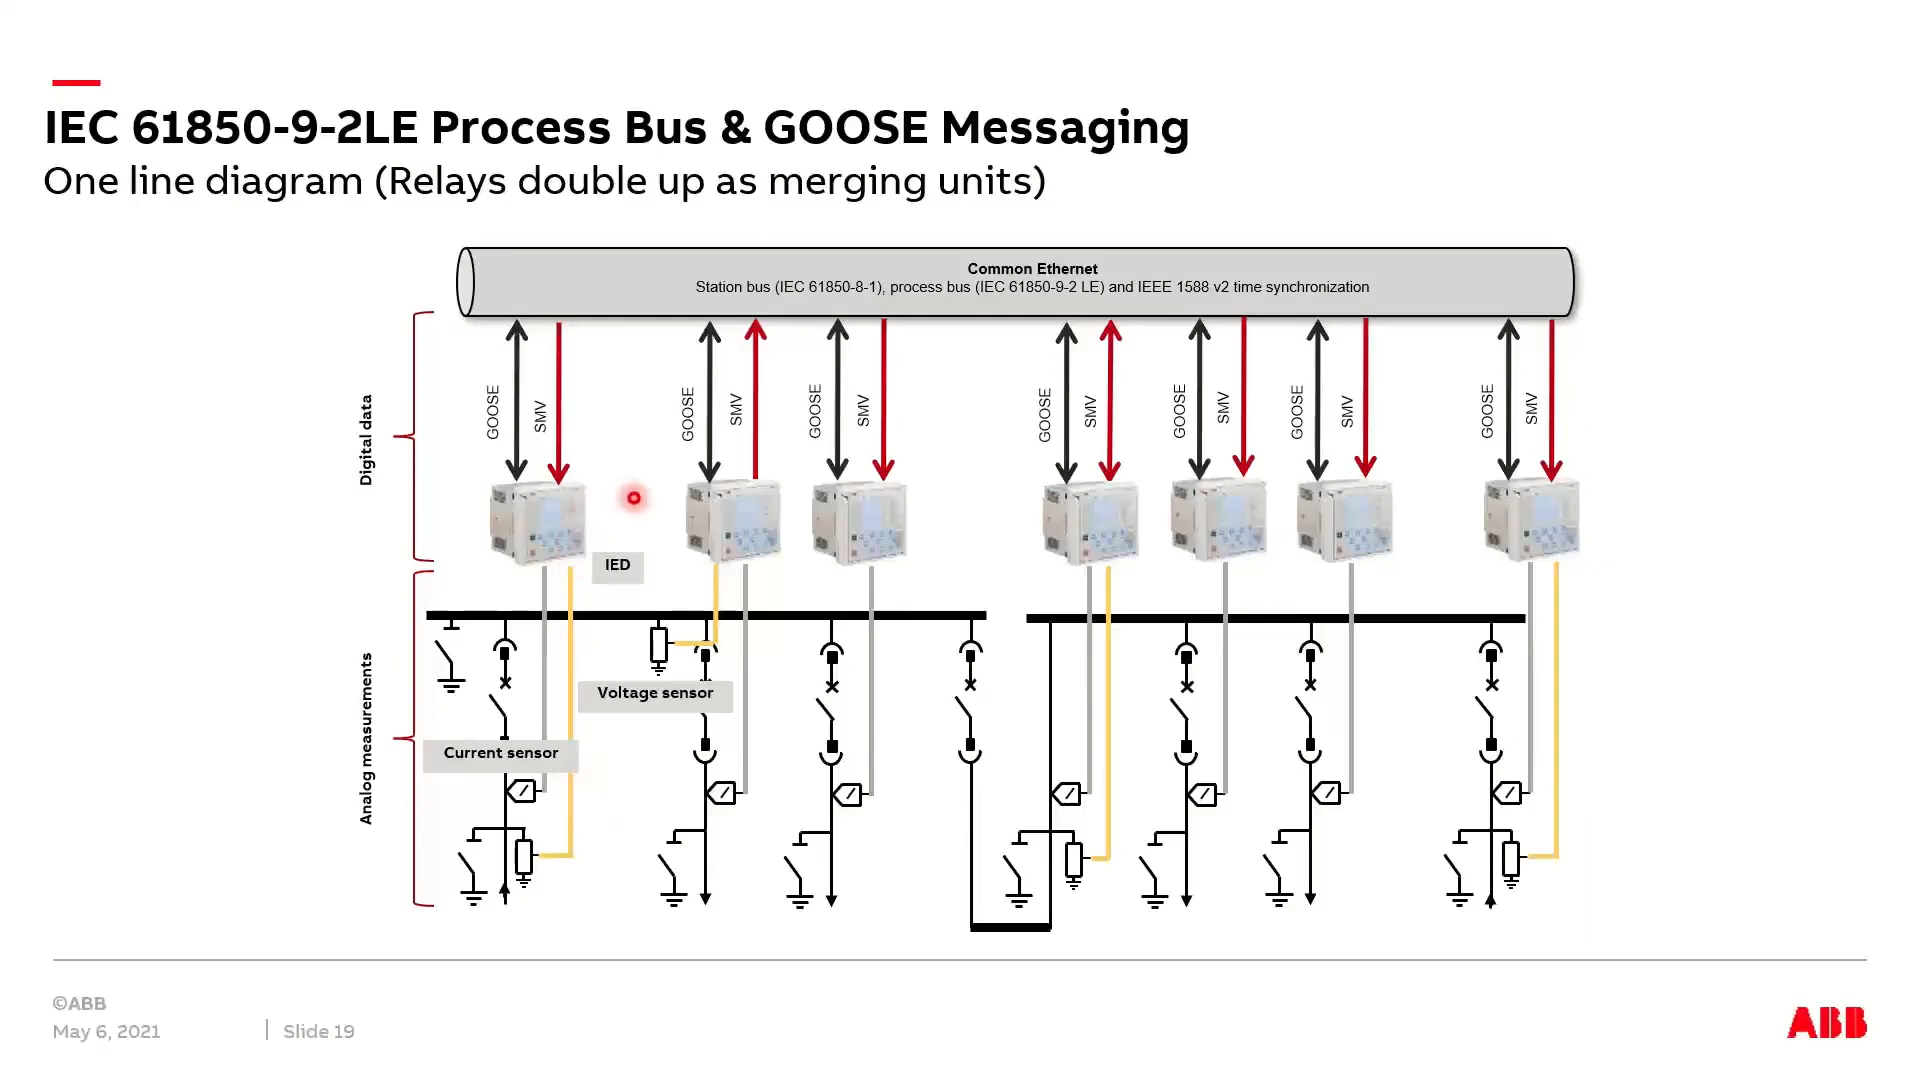 IEC 61850-9-2LE Process Bus & GOOSE Messaging
One line diagram (Relays double up as merging units)
Common Ethernet
Station bus (IEC 61850-8-1), process bus (IEC 61850-9-2 LE) and IEEE 1588 v2 time synchronization
Digital data
GOOSE
SMV
GOOSE
SMV
GOOSE
SMV
GOOSE
SMV
GOOSE
SMV
GOOSE
SMV
GOOSE
SMV
IED
Analog measurements
Voltage sensor
Current sensor
©ABB
May 6, 2021
Slide 19
ABB